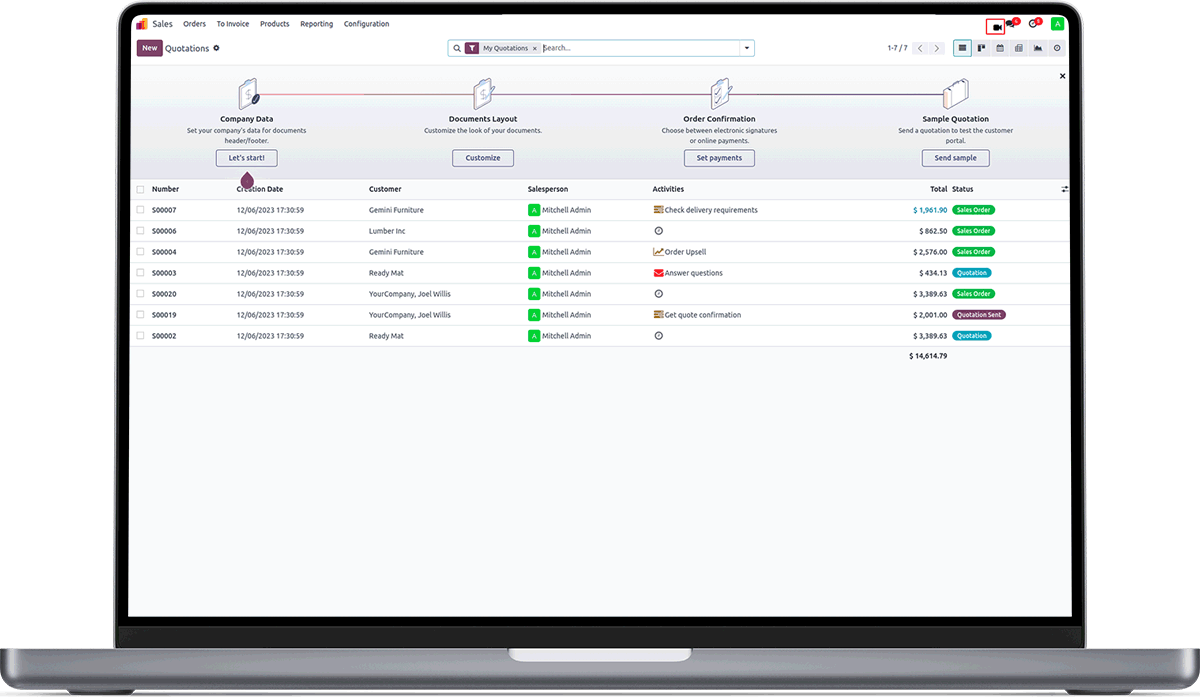 Sales Orders To Invoice Products Reporting Configuration 6 8 A
New Quotations My Quotations × Search... 1-7 / 7
Company Data Documents Layout Order Confirmation Sample Quotation
Set your company's data for documents Customize the look of your documents. Choose between electronic signatures Send a quotation to test the customer
header/footer. or online payments. portal.
Let's start! Customize Set payments Send sample
Number Creation Date Customer Salesperson Activities Total Status
S00007 12/06/2023 17:30:59 Gemini Furniture A Mitchell Admin Check delivery requirements $ 1,961.90 Sales Order
S00006 12/06/2023 17:30:59 Lumber Inc A Mitchell Admin $ 862.50 Sales Order
S00004 12/06/2023 17:30:59 Gemini Furniture A Mitchell Admin Order Upsell $ 2,576.00 Sales Order
S00003 12/06/2023 17:30:59 Ready Mat A Mitchell Admin Answer questions $ 434.13 Quotation
S00020 12/06/2023 17:30:59 YourCompany, Joel Willis A Mitchell Admin $ 3,389.63 Sales Order
S00019 12/06/2023 17:30:59 YourCompany, Joel Willis A Mitchell Admin Get quote confirmation $ 2,001.00 Quotation Sent
S00002 12/06/2023 17:30:59 Ready Mat A Mitchell Admin $ 3,389.63 Quotation
$ 14,614.79